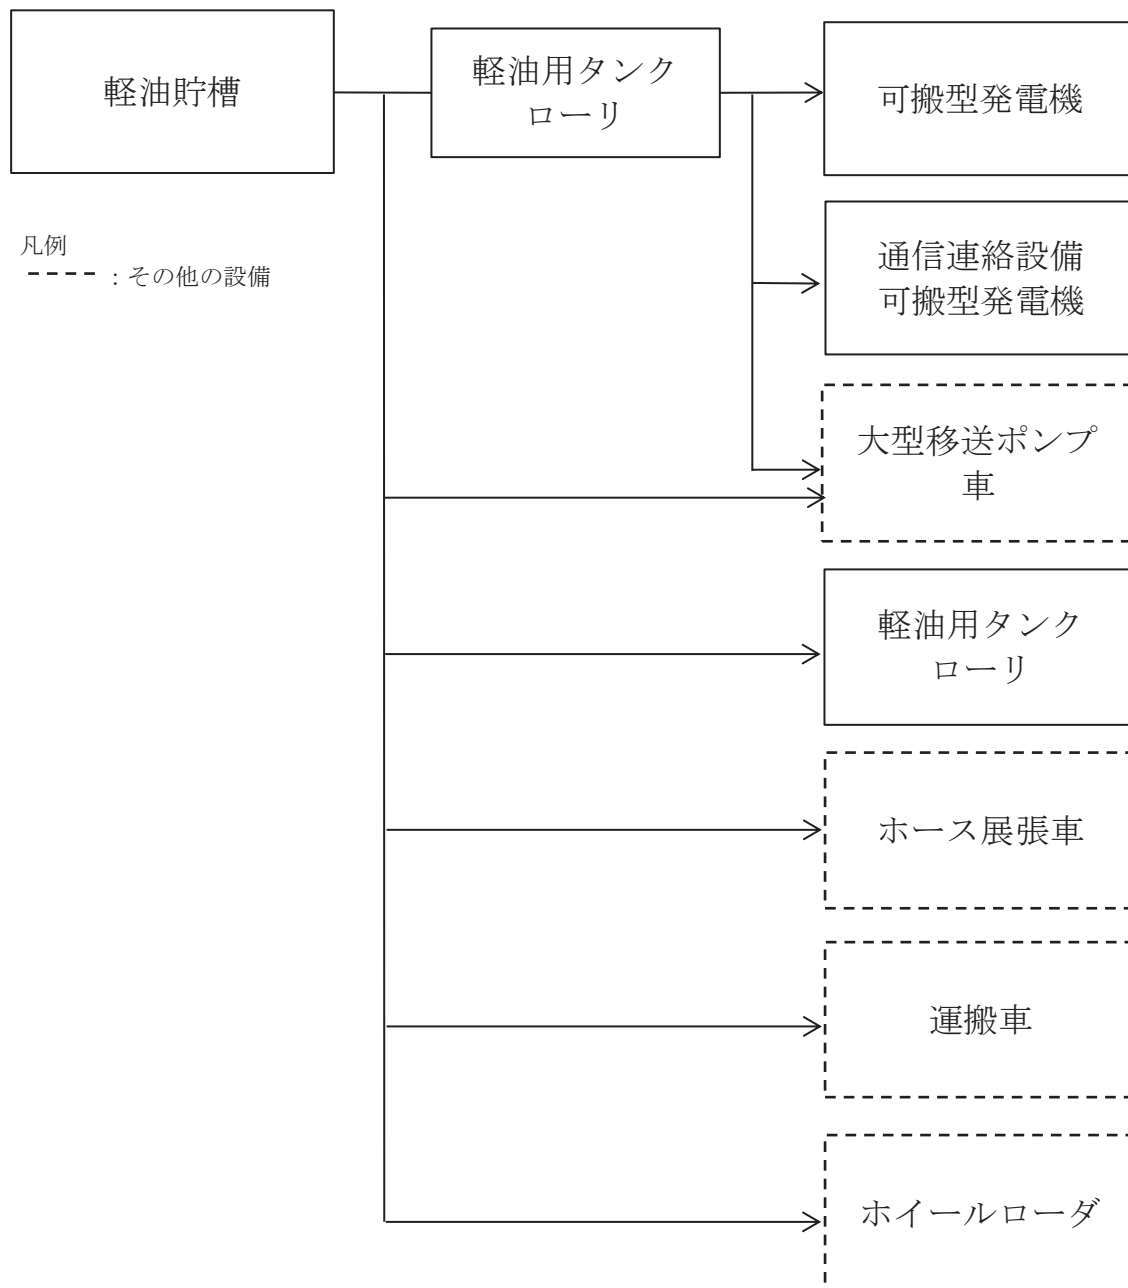 軽油貯槽
軽油用タンク
ローリ
可搬型発電機
凡例
：その他の設備
通信連絡設備
可搬型発電機
大型移送ポンプ
車
軽油用タンク
ローリ
ホース展張車
運搬車
ホイールローダ